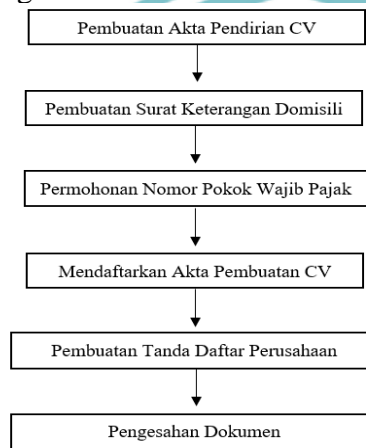 Pembuatan Akta Pendirian CV
Pembuatan Surat Keterangan Domisili
Permohonan Nomor Pokok Wajib Pajak
Mendaftarkan Akta Pembuatan CV
Pembuatan Tanda Daftar Perusahaan
Pengesahan Dokumen